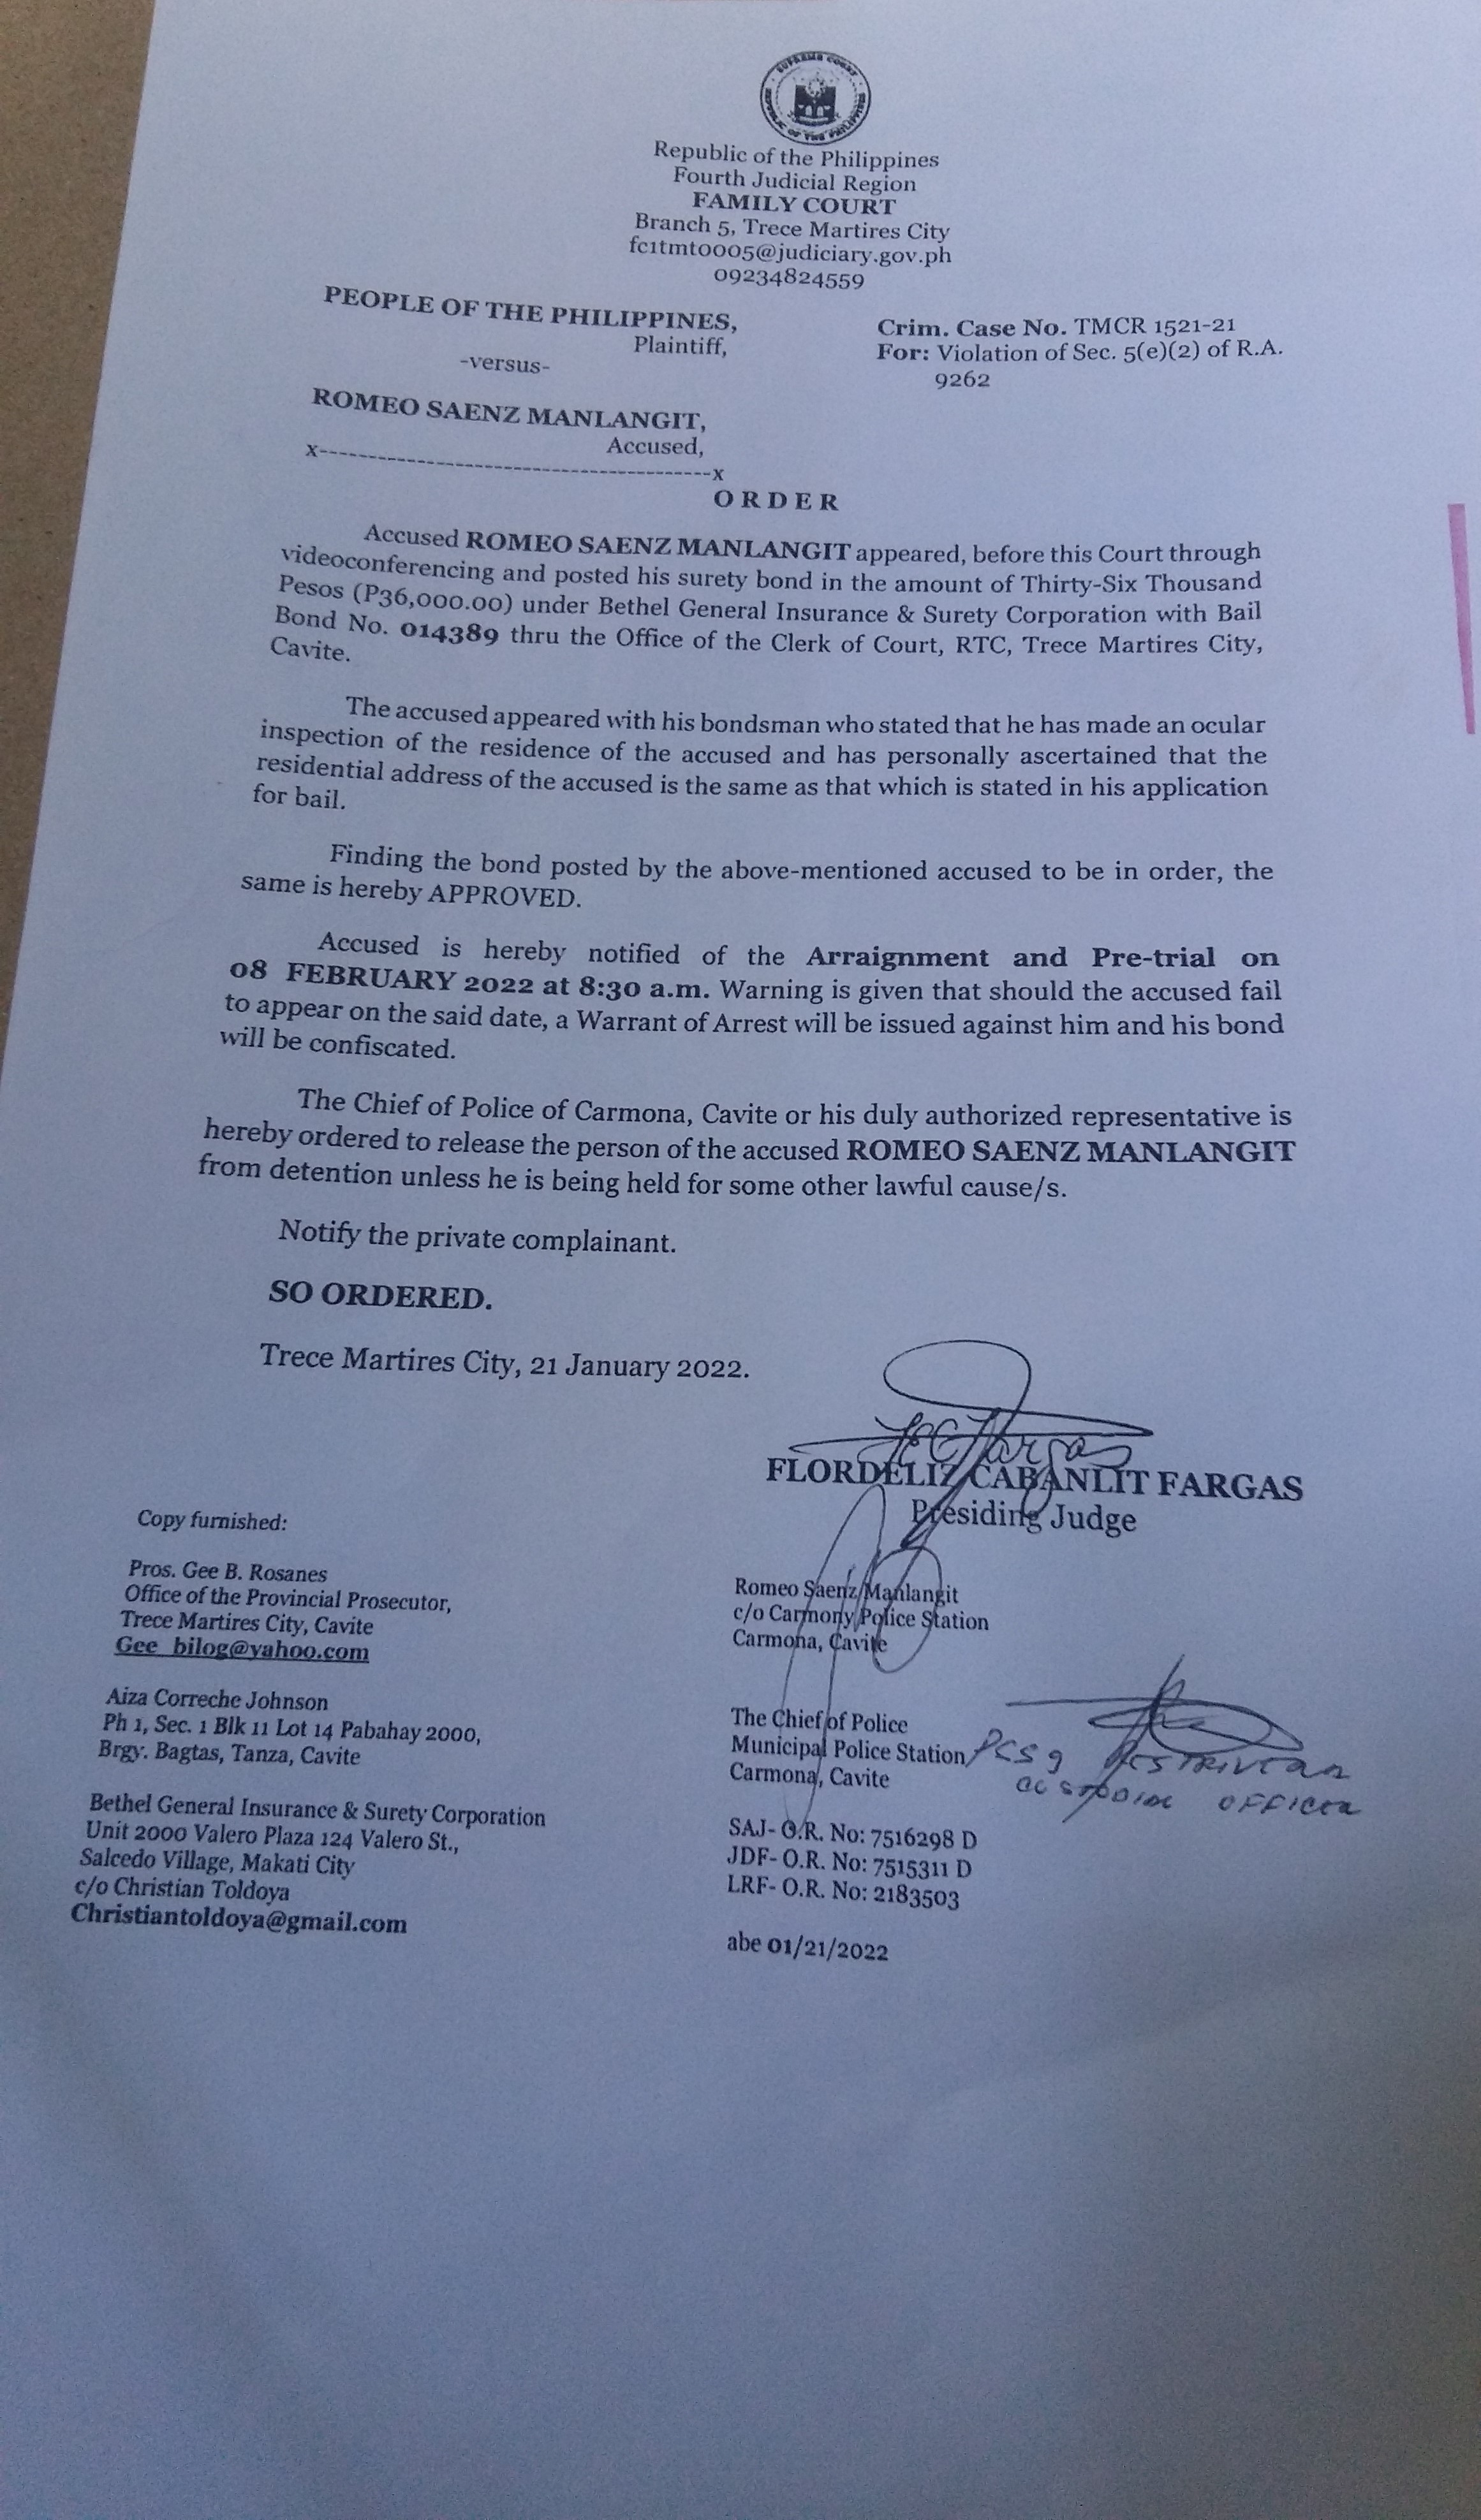 SUPREME COURT
REPUBLIC OF THE PHILIPPINES
Republic of the Philippines
Fourth Judicial Region
FAMILY COURT
Branch 5, Trece Martires City
fc1tmt0005@judiciary.gov.ph
09234824559
PEOPLE OF THE PHILIPPINES,
Plaintiff,
-versus-
ROMEO SAENZ MANLANGIT,
Accused,
x----------------------------------------x
Crim. Case No. TMCR 1521-21
For: Violation of Sec. 5(e)(2) of R.A.
9262
O R D E R
Accused ROMEO SAENZ MANLANGIT appeared, before this Court through
videoconferencing and posted his surety bond in the amount of Thirty-Six Thousand
Pesos (P36,000.00) under Bethel General Insurance & Surety Corporation with Bail
Bond No. 014389 thru the Office of the Clerk of Court, RTC, Trece Martires City,
Cavite.
The accused appeared with his bondsman who stated that he has made an ocular
inspection of the residence of the accused and has personally ascertained that the
residential address of the accused is the same as that which is stated in his application
for bail.
Finding the bond posted by the above-mentioned accused to be in order, the
same is hereby APPROVED.
Accused is hereby notified of the Arraignment and Pre-trial on
08 FEBRUARY 2022 at 8:30 a.m. Warning is given that should the accused fail
to appear on the said date, a Warrant of Arrest will be issued against him and his bond
will be confiscated.
The Chief of Police of Carmona, Cavite or his duly authorized representative is
hereby ordered to release the person of the accused ROMEO SAENZ MANLANGIT
from detention unless he is being held for some other lawful cause/s.
Notify the private complainant.
SO ORDERED.
Trece Martires City, 21 January 2022.
FLORDELIZ CABANLIT FARGAS
Presiding Judge
Copy furnished:
Pros. Gee B. Rosanes
Office of the Provincial Prosecutor,
Trece Martires City, Cavite
Gee_bilog@yahoo.com
Aiza Correche Johnson
Ph 1, Sec. 1 Blk 11 Lot 14 Pabahay 2000,
Brgy. Bagtas, Tanza, Cavite
Bethel General Insurance & Surety Corporation
Unit 2000 Valero Plaza 124 Valero St.,
Salcedo Village, Makati City
c/o Christian Toldoya
Christiantoldoya@gmail.com
Romeo Saenz Manlangit
c/o Carmony Police Station
Carmona, Cavite
The Chief of Police
Municipal Police Station
Carmona, Cavite
OFFICER
SAJ- O.R. No: 7516298 D
JDF- O.R. No: 7515311 D
LRF- O.R. No: 2183503
abe 01/21/2022